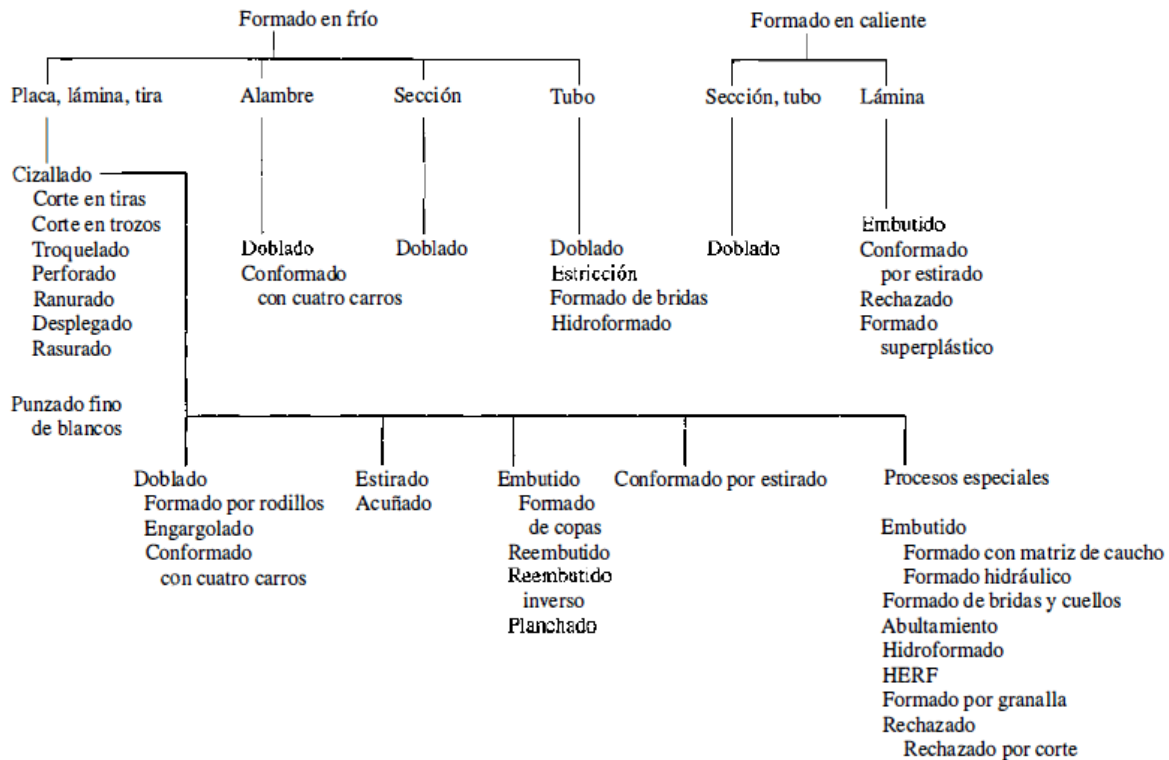 Formado en frío
Formado en caliente
Placa, lámina, tira
Alambre
Sección
Tubo
Sección, tubo
Lámina
Cizallado
Corte en tiras
Corte en trozos
Troquelado
Perforado
Ranurado
Desplegado
Rasurado
Punzado fino
de blancos
Doblado
Conformado
con cuatro carros
Doblado
Doblado
Estricción
Formado de bridas
Hidroformado
Doblado
Embutido
Conformado
por estirado
Rechazado
Formado
superplástico
Doblado
Formado por rodillos
Engargolado
Conformado
con cuatro carros
Estirado
Acuñado
Embutido
Formado
de copas
Reembutido
Reembutido
inverso
Planchado
Conformado por estirado
Procesos especiales
Embutido
Formado con matriz de caucho
Formado hidráulico
Formado de bridas y cuellos
Abultamiento
Hidroformado
HERF
Formado por granalla
Rechazado
Rechazado por corte